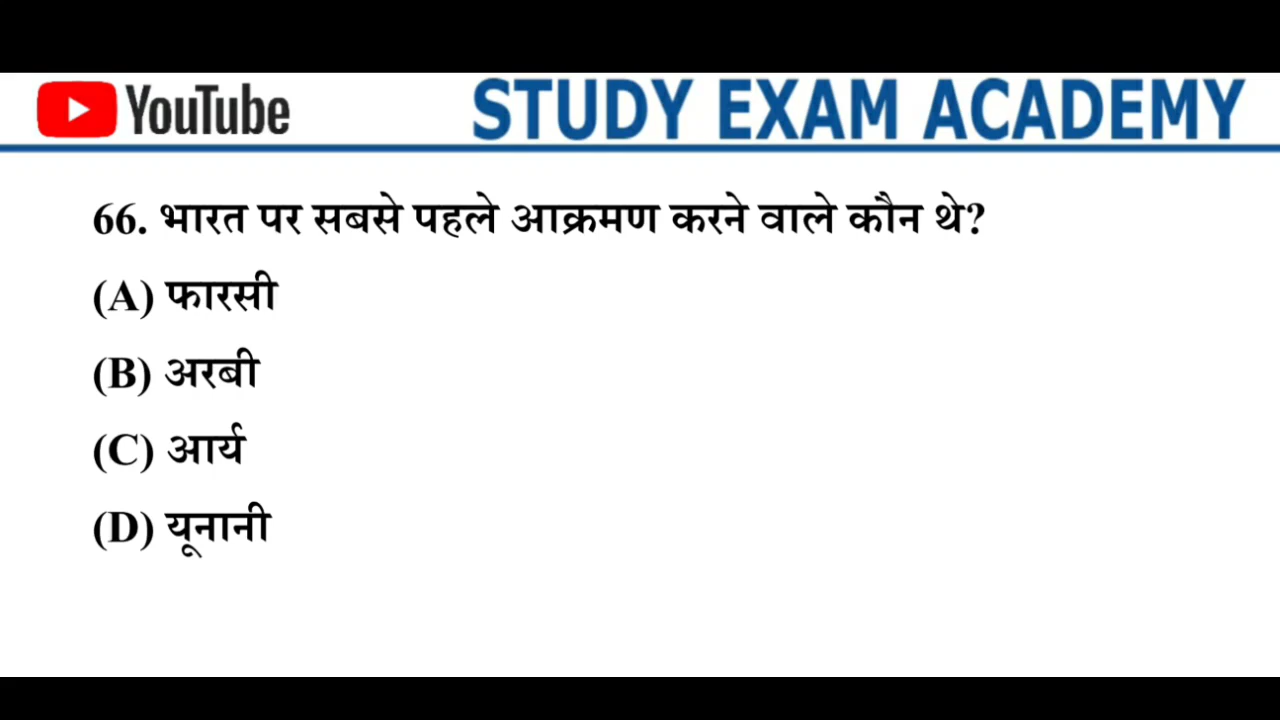 YouTube STUDY EXAM ACADEMY
66. भारत पर सबसे पहले आक्रमण करने वाले कौन थे?
(A) फारसी
(B) अरबी
(C) आर्य
(D) यूनानी